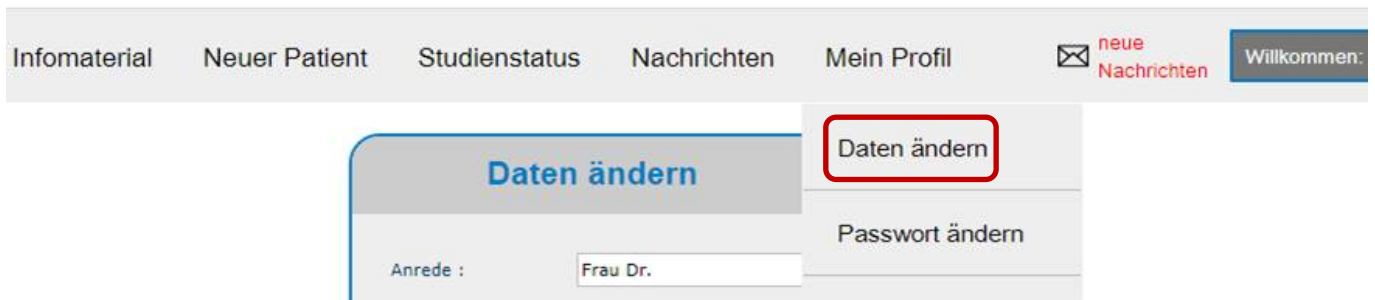 Infomaterial Neuer Patient Studienstatus Nachrichten Mein Profil neue Nachrichten Willkommen:
Daten ändern
Passwort ändern
Daten ändern
Anrede : Frau Dr.